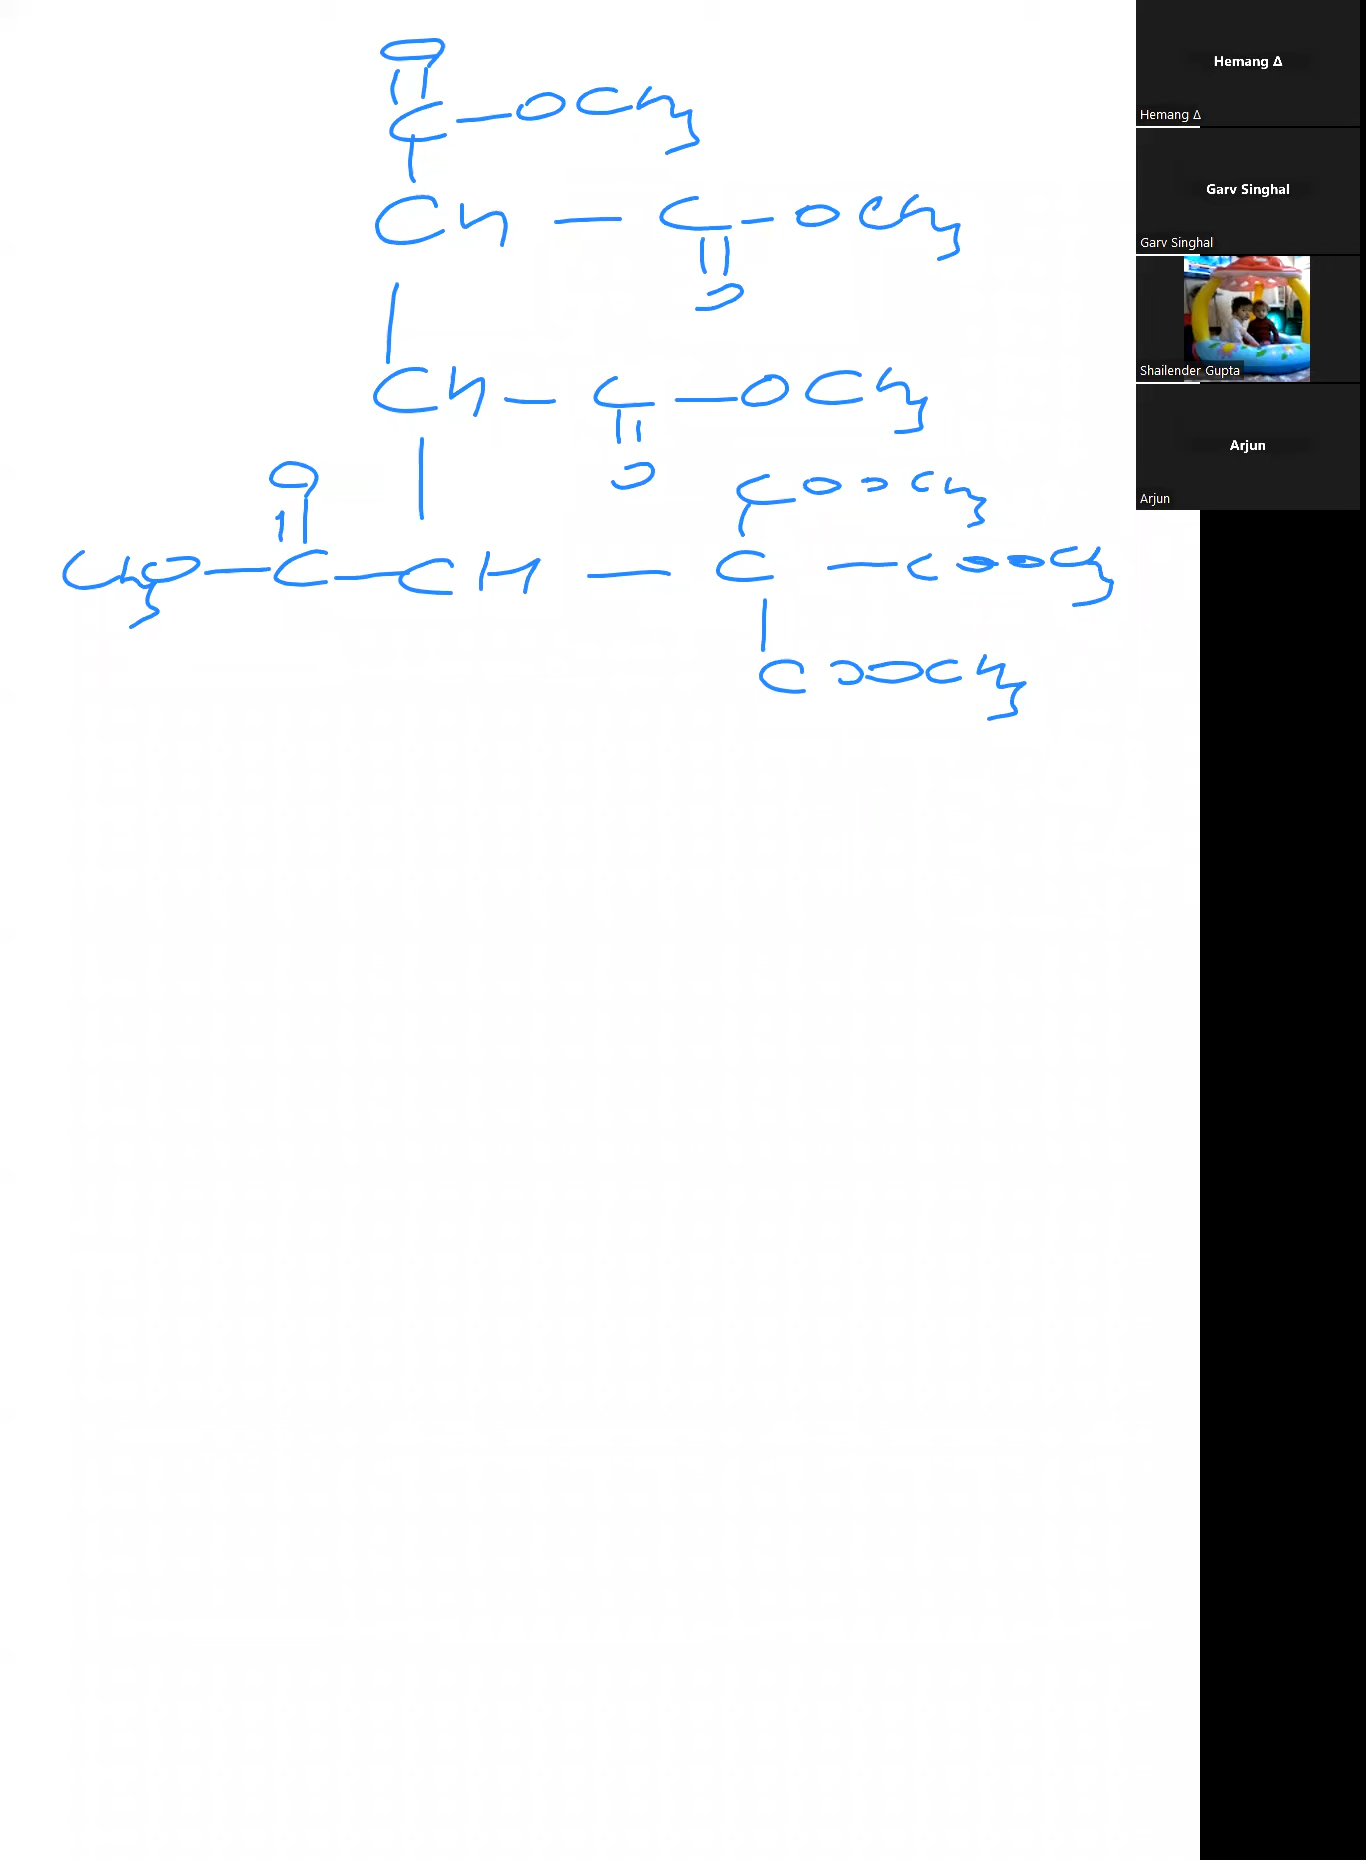 O
C — OCH3
CH — C — OCH3
O
CH — C — OCH3
O
O
COOCH3
CH3O — C — CH — C — COOCH3
COOCH3
Hemang Δ
Hemang Δ
Garv Singhal
Garv Singhal
Shailender Gupta
Arjun
Arjun